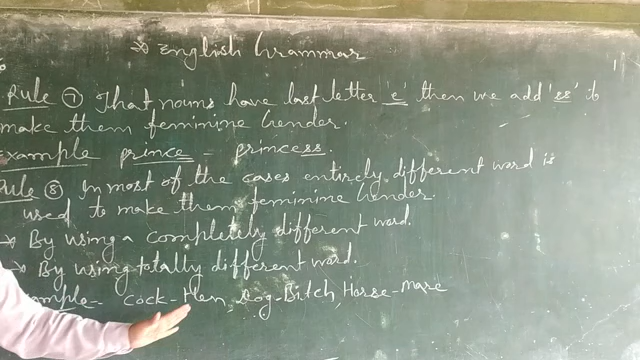 → English Grammar
Rule ⑦ That nouns have last letter 'e' then we add 'ss' to
make them feminine Gender.
Example prince - princess.
Rule ⑧ In most of the cases entirely different word is
used to make them feminine Gender.
→ By using a completely different word.
→ By using totally different word.
Example - Cock - Hen, Dog - Bitch, Horse - Mare